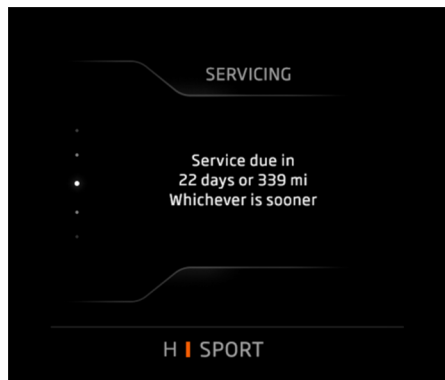 SERVICING
Service due in
22 days or 339 mi
Whichever is sooner
H SPORT